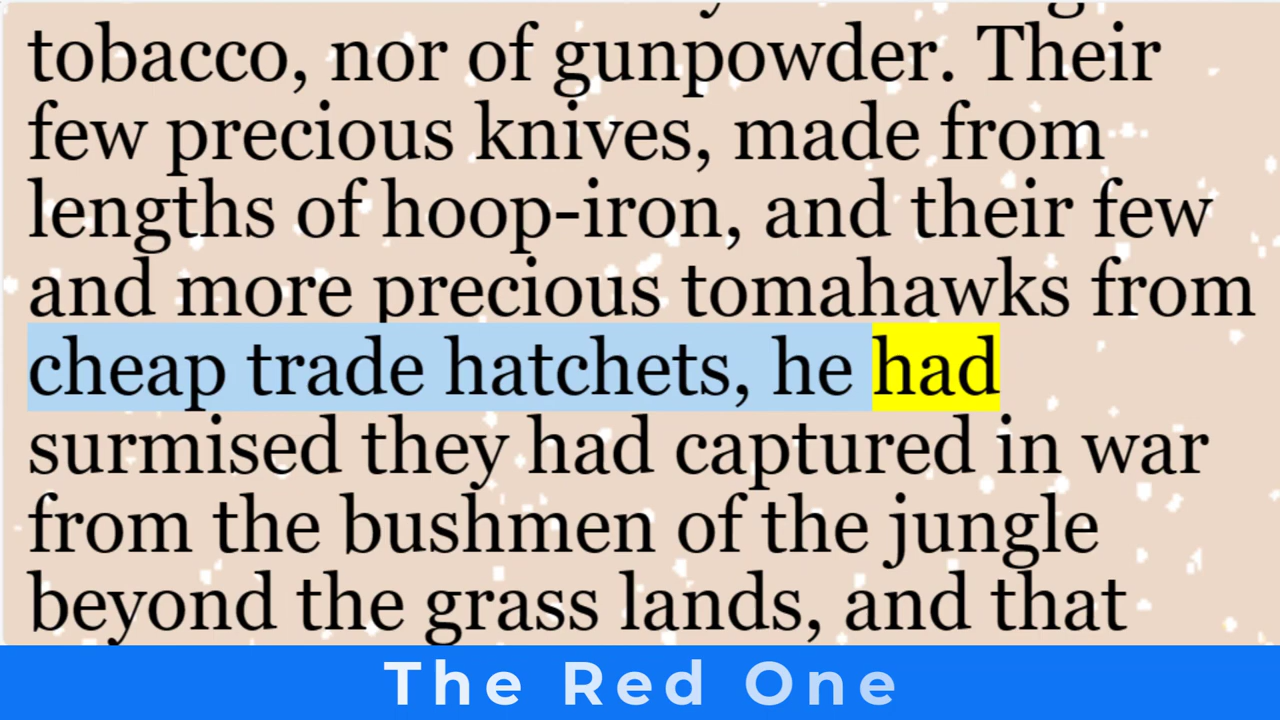 tobacco, nor of gunpowder. Their
few precious knives, made from
lengths of hoop-iron, and their few
and more precious tomahawks from
cheap trade hatchets, he had
surmised they had captured in war
from the bushmen of the jungle
beyond the grass lands, and that
The Red One